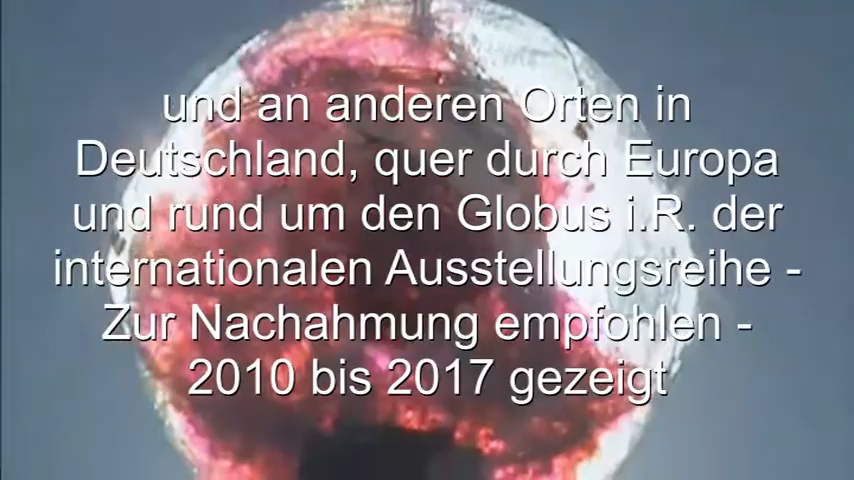 und an anderen Orten in
Deutschland, quer durch Europa
und rund um den Globus i.R. der
internationalen Ausstellungsreihe -
Zur Nachahmung empfohlen -
2010 bis 2017 gezeigt